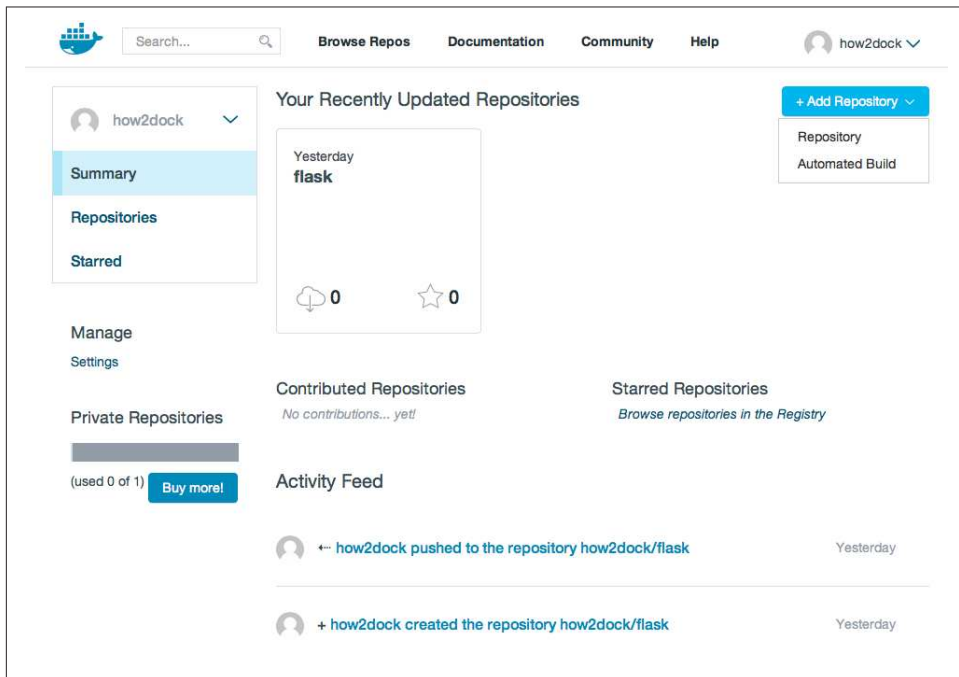 Search...
Browse Repos
Documentation
Community
Help
how2dock
how2dock
Summary
Repositories
Starred
Manage
Settings
Private Repositories
(used 0 of 1)
Buy more!
Your Recently Updated Repositories
+ Add Repository
Repository
Automated Build
Yesterday
flask
0
0
Contributed Repositories
No contributions... yet!
Starred Repositories
Browse repositories in the Registry
Activity Feed
how2dock pushed to the repository how2dock/flask
Yesterday
+ how2dock created the repository how2dock/flask
Yesterday